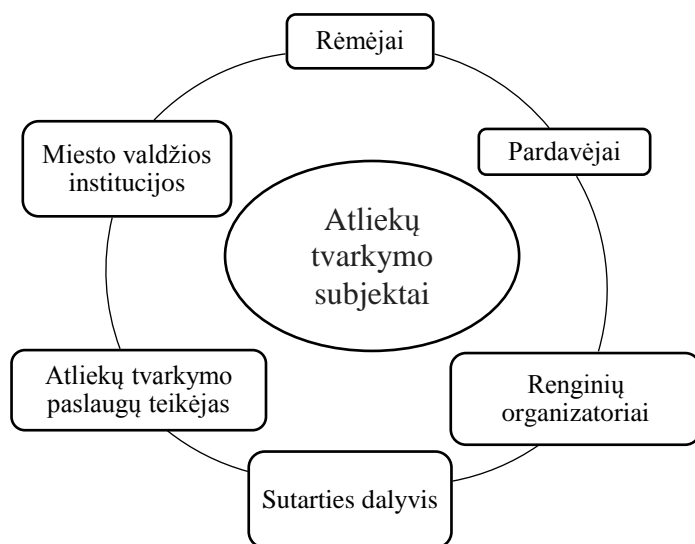 Rėmėjai
Pardavėjai
Miesto valdžios
institucijos
Atliekų
tvarkymo
subjektai
Atliekų tvarkymo
paslaugų teikėjas
Renginių
organizatoriai
Sutarties dalyvis